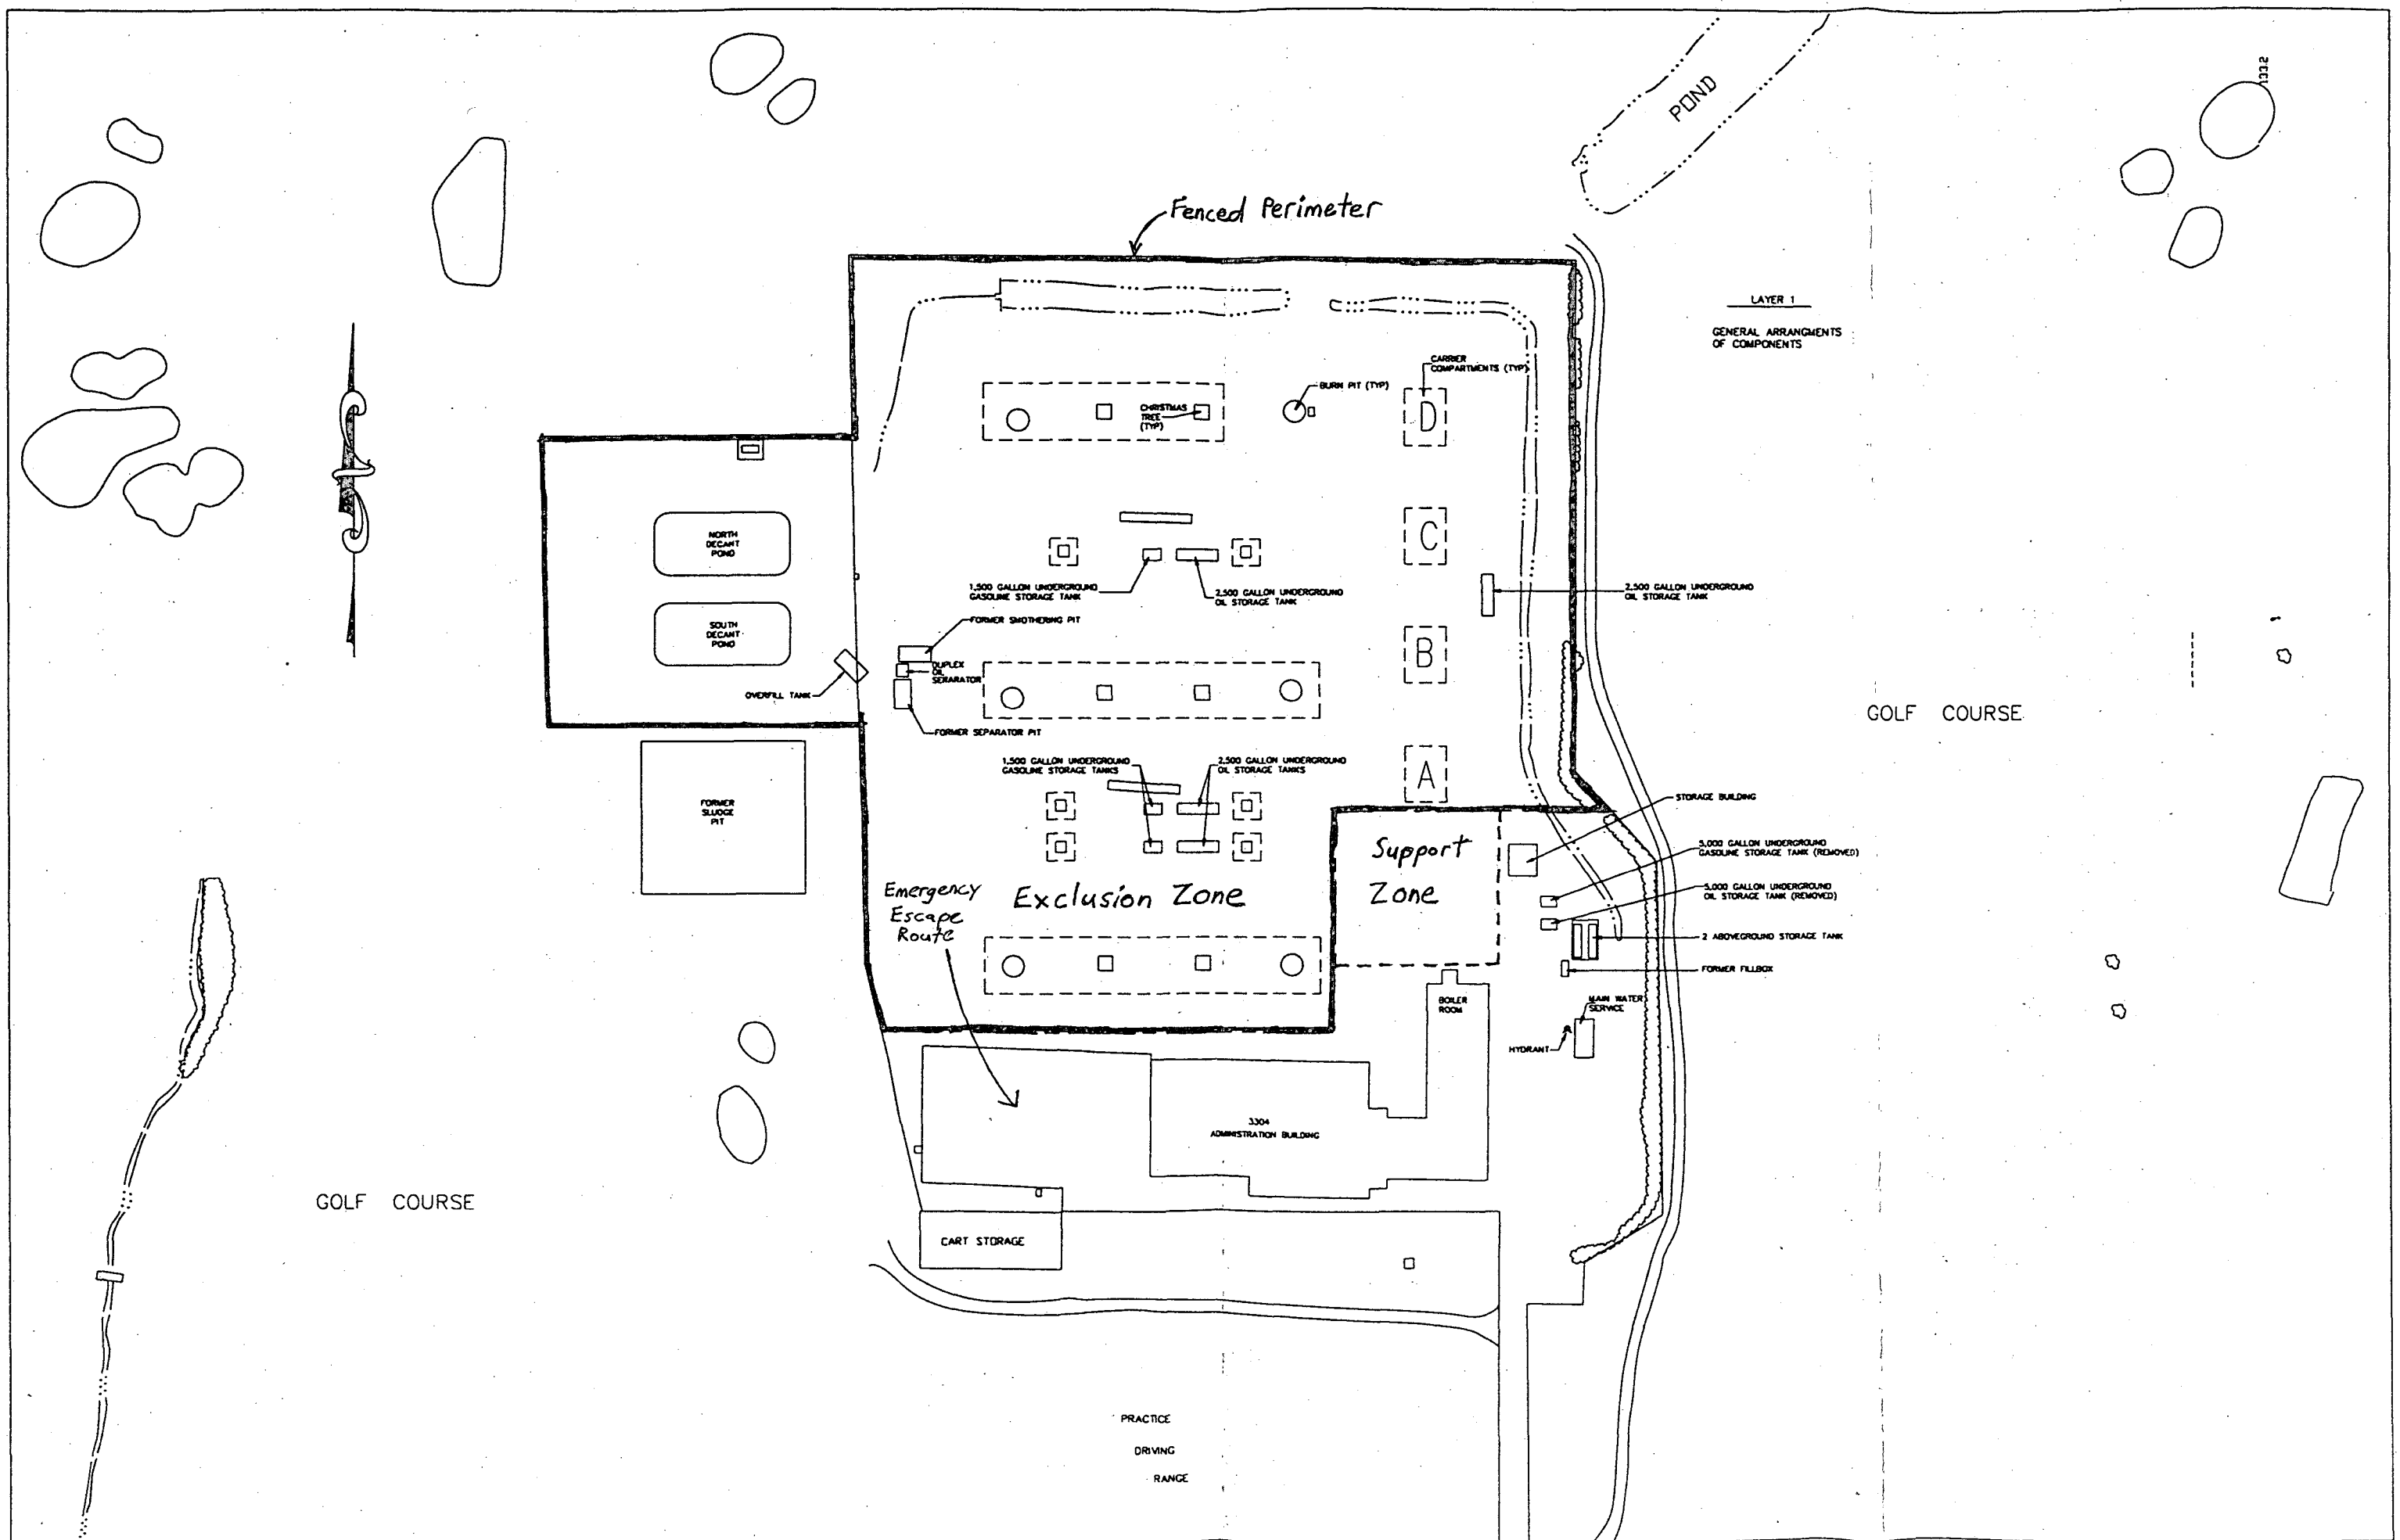 1332
POND
Fenced Perimeter
LAYER 1
GENERAL ARRANGMENTS
OF COMPONENTS
CARRIER
COMPARTMENTS (TYP)
BURN PIT (TYP)
CHRISTMAS
TREE
(TYP)
D
NORTH
DECANT
POND
C
1,500 GALLON UNDERGROUND
GASOLINE STORAGE TANK
2,500 GALLON UNDERGROUND
OIL STORAGE TANK
2,500 GALLON UNDERGROUND
OIL STORAGE TANK
SOUTH
DECANT
POND
FORMER SMOTHERING PIT
DUPLEX
OIL
SEPARATOR
B
OVERFILL TANK
FORMER SEPARATOR PIT
GOLF COURSE
1,500 GALLON UNDERGROUND
GASOLINE STORAGE TANKS
2,500 GALLON UNDERGROUND
OIL STORAGE TANKS
A
FORMER
SLUDGE
PIT
STORAGE BUILDING
Support
Zone
5,000 GALLON UNDERGROUND
GASOLINE STORAGE TANK (REMOVED)
5,000 GALLON UNDERGROUND
OIL STORAGE TANK (REMOVED)
Emergency
Escape
Route
Exclusion Zone
2 ABOVEGROUND STORAGE TANK
FORMER FILLBOX
BOILER
ROOM
MAIN WATER
SERVICE
HYDRANT
3304
ADMINISTRATION BUILDING
GOLF COURSE
CART STORAGE
PRACTICE
DRIVING
RANGE